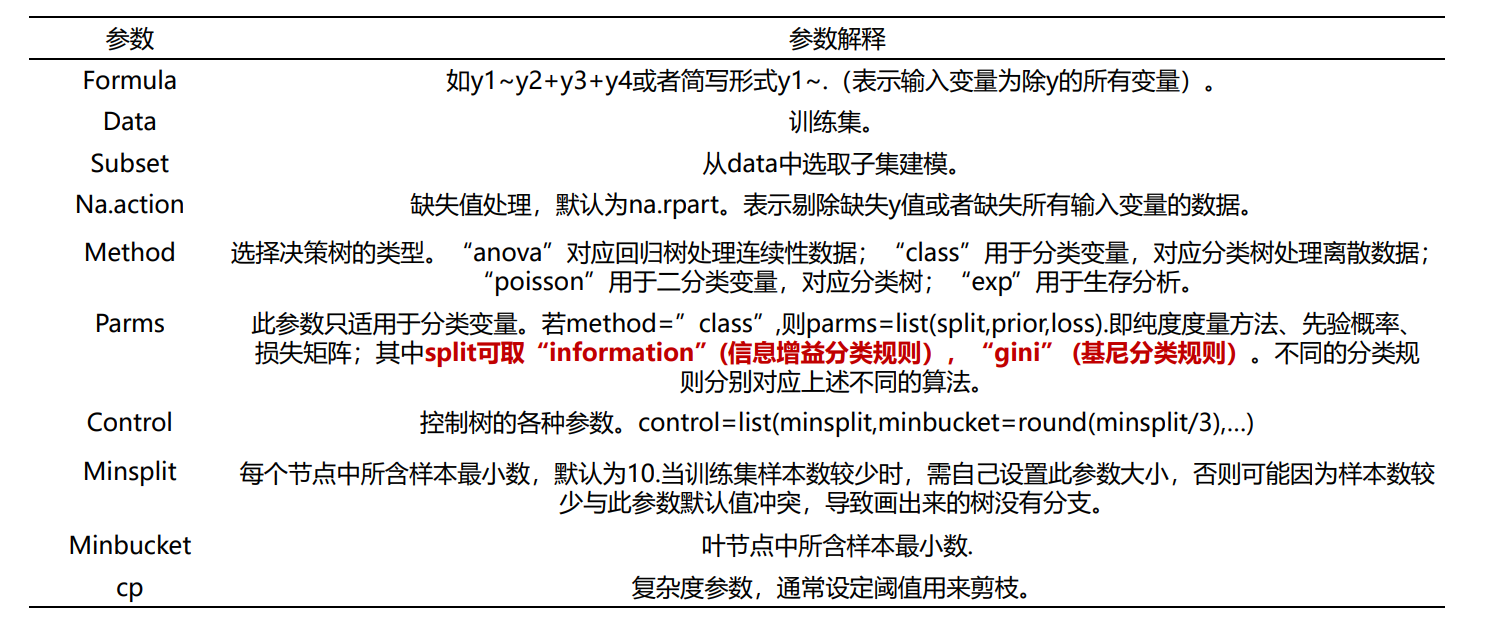 参数 参数解释
Formula 如y1~y2+y3+y4或者简写形式y1~.（表示输入变量为除y的所有变量）。
Data 训练集。
Subset 从data中选取子集建模。
Na.action 缺失值处理，默认为na.rpart。表示剔除缺失y值或者缺失所有输入变量的数据。
Method 选择决策树的类型。“anova”对应回归树处理连续性数据；“class”用于分类变量，对应分类树处理离散数据；
“poisson”用于二分类变量，对应分类树；“exp”用于生存分析。
Parms 此参数只适用于分类变量。若method=”class”,则parms=list(split,prior,loss).即纯度度量方法、先验概率、
损失矩阵；其中split可取“information”(信息增益分类规则），“gini”（基尼分类规则）。不同的分类规
则分别对应上述不同的算法。
Control 控制树的各种参数。control=list(minsplit,minbucket=round(minsplit/3),...)
Minsplit 每个节点中所含样本最小数，默认为10.当训练集样本数较少时，需自己设置此参数大小，否则可能因为样本数较
少与此参数默认值冲突，导致画出来的树没有分支。
Minbucket 叶节点中所含样本最小数.
cp 复杂度参数，通常设定阈值用来剪枝。